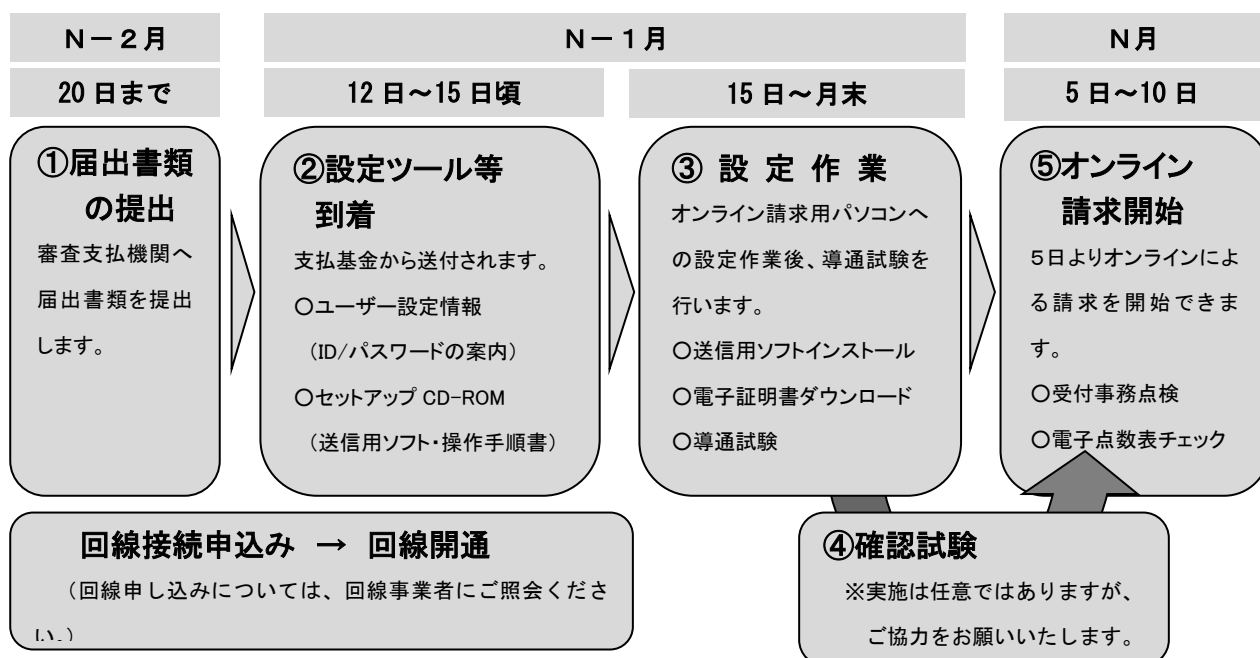 N－2月
N－1月
N月
20日まで
12日～15日頃
15日～月末
5日～10日
①届出書類
の提出
審査支払機関へ
届出書類を提出
します。
②設定ツール等
到着
支払基金から送付されます。
○ユーザー設定情報
（ID/パスワードの案内）
○セットアップCD-ROM
（送信用ソフト・操作手順書）
③設定作業
オンライン請求用パソコンへ
の設定作業後、導通試験を
行います。
○送信用ソフトインストール
○電子証明書ダウンロード
○導通試験
⑤オンライン
請求開始
５日よりオンラインによ
る請求を開始できま
す。
○受付事務点検
○電子点数表チェック
回線接続申込み → 回線開通
（回線申し込みについては、回線事業者にご照会くださ
い。）
④確認試験
※実施は任意ではありますが、
ご協力をお願いいたします。